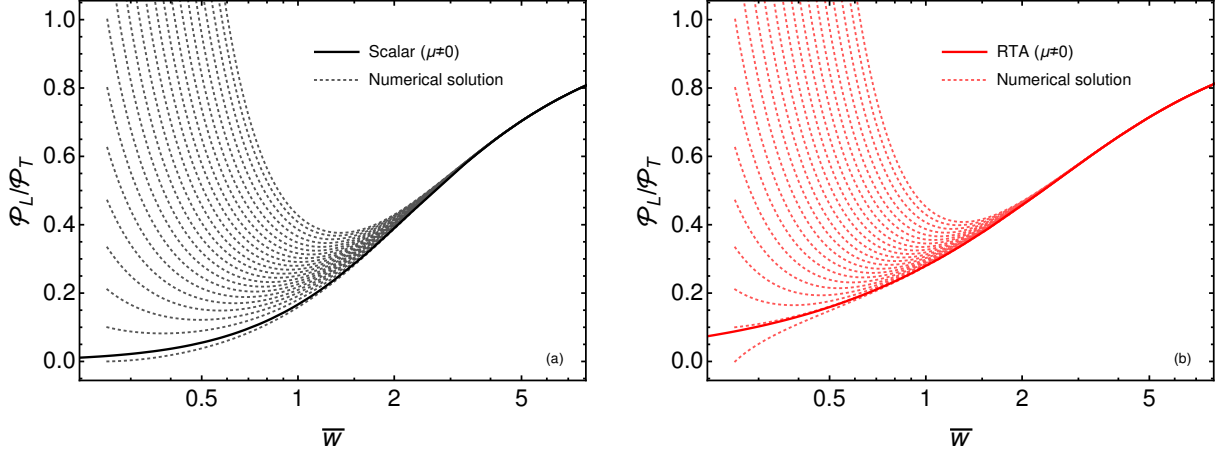 1.0
0.8
0.6
0.4
0.2
0.0
𝒫_L/𝒫_T
Scalar (μ≠0)
Numerical solution
(a)
0.5 1 2 5
w̅
1.0
0.8
0.6
0.4
0.2
0.0
𝒫_L/𝒫_T
RTA (μ≠0)
Numerical solution
(b)
0.5 1 2 5
w̅